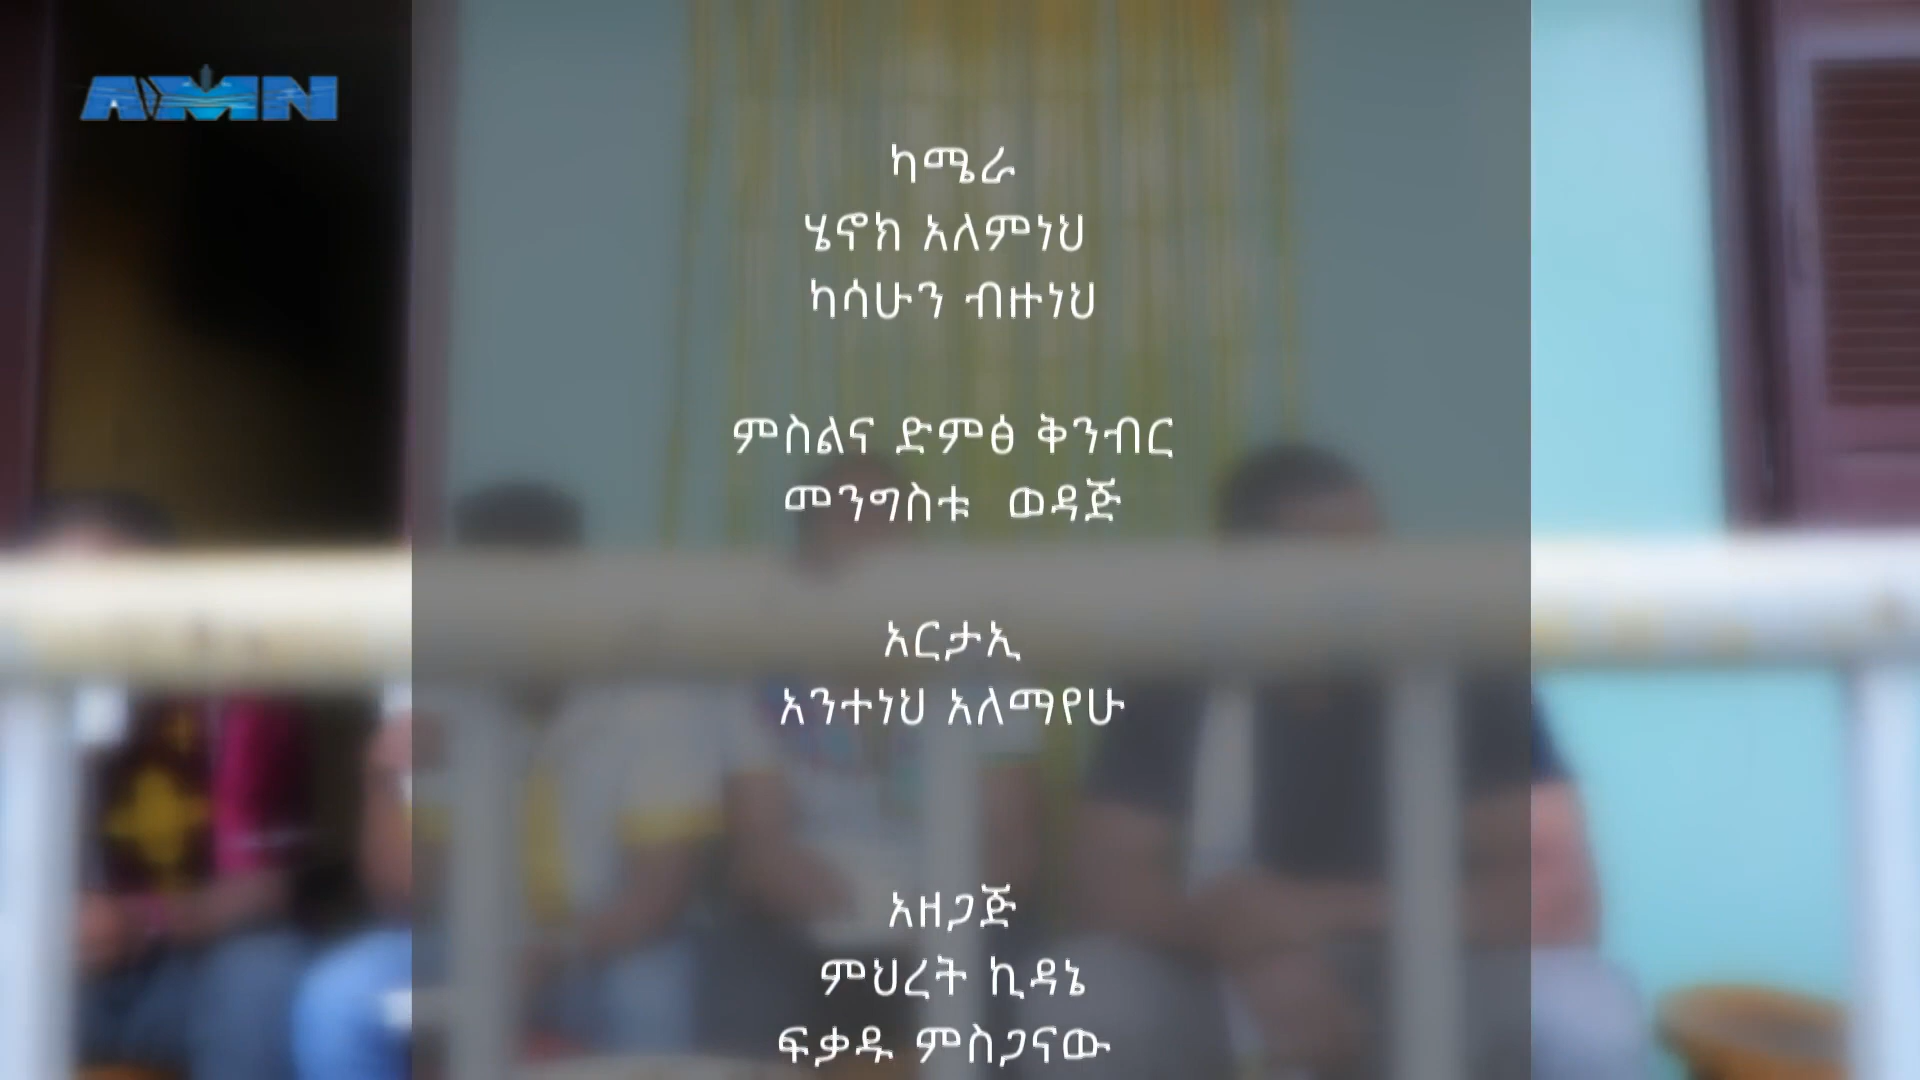 AMN
ካሜራ
ሄኖክ አለምነህ
ካሳሁን ብዙነህ
ምስልና ድምፅ ቅንብር
መንግስቱ ወዳጅ
አርታኢ
አንተነህ አለማየሁ
አዘጋጅ
ምህረት ኪዳኔ
ፍቃዱ ምስጋናው